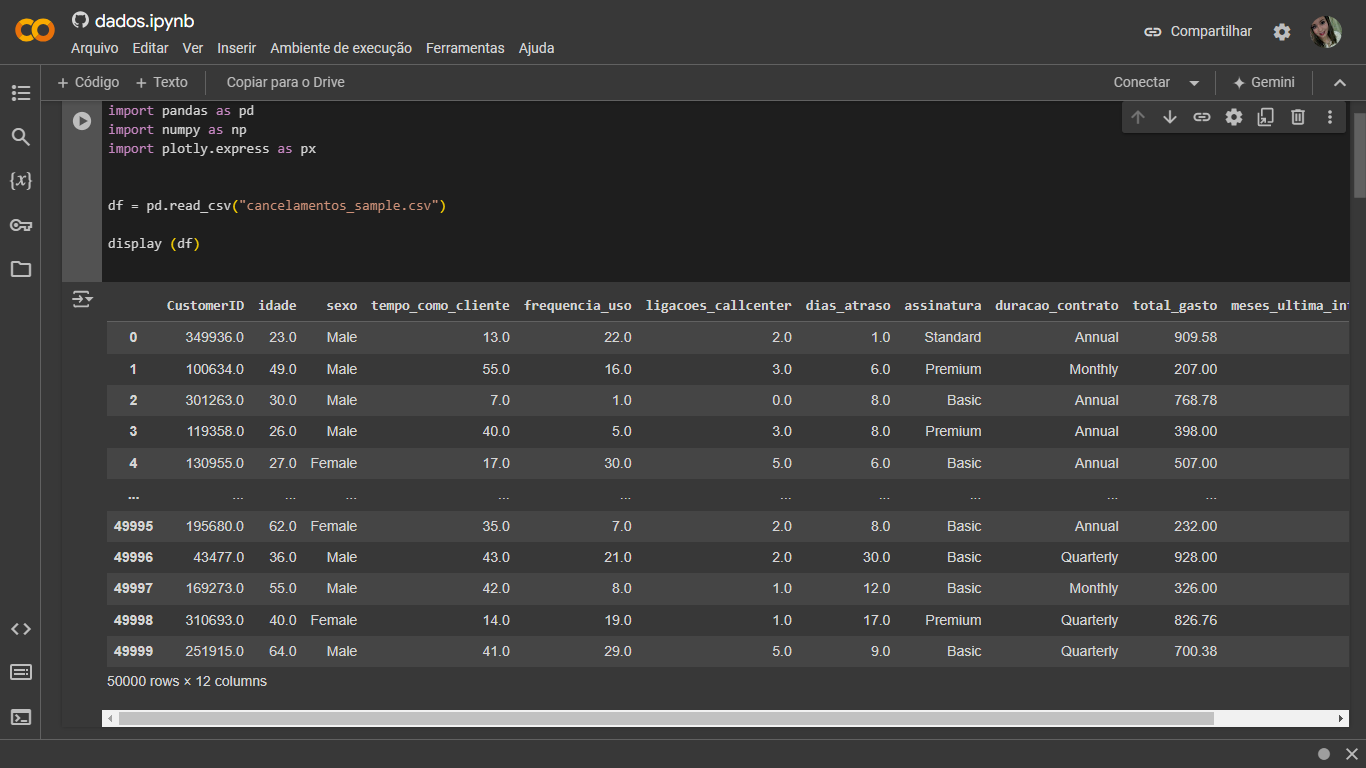 dados.ipynb
Arquivo Editar Ver Inserir Ambiente de execução Ferramentas Ajuda
Compartilhar
+ Código + Texto Copiar para o Drive
Conectar Gemini
import pandas as pd
import numpy as np
import plotly.express as px
df = pd.read_csv("cancelamentos_sample.csv")
display (df)
CustomerID idade sexo tempo_como_cliente frequencia_uso ligacoes_callcenter dias_atraso assinatura duracao_contrato total_gasto meses_ultima_in
0 349936.0 23.0 Male 13.0 22.0 2.0 1.0 Standard Annual 909.58
1 100634.0 49.0 Male 55.0 16.0 3.0 6.0 Premium Monthly 207.00
2 301263.0 30.0 Male 7.0 1.0 0.0 8.0 Basic Annual 768.78
3 119358.0 26.0 Male 40.0 5.0 3.0 8.0 Premium Annual 398.00
4 130955.0 27.0 Female 17.0 30.0 5.0 6.0 Basic Annual 507.00
... ... ... ... ... ... ... ... ... ... ...
49995 195680.0 62.0 Female 35.0 7.0 2.0 8.0 Basic Annual 232.00
49996 43477.0 36.0 Male 43.0 21.0 2.0 30.0 Basic Quarterly 928.00
49997 169273.0 55.0 Male 42.0 8.0 1.0 12.0 Basic Monthly 326.00
49998 310693.0 40.0 Female 14.0 19.0 1.0 17.0 Premium Quarterly 826.76
49999 251915.0 64.0 Male 41.0 29.0 5.0 9.0 Basic Quarterly 700.38
50000 rows × 12 columns